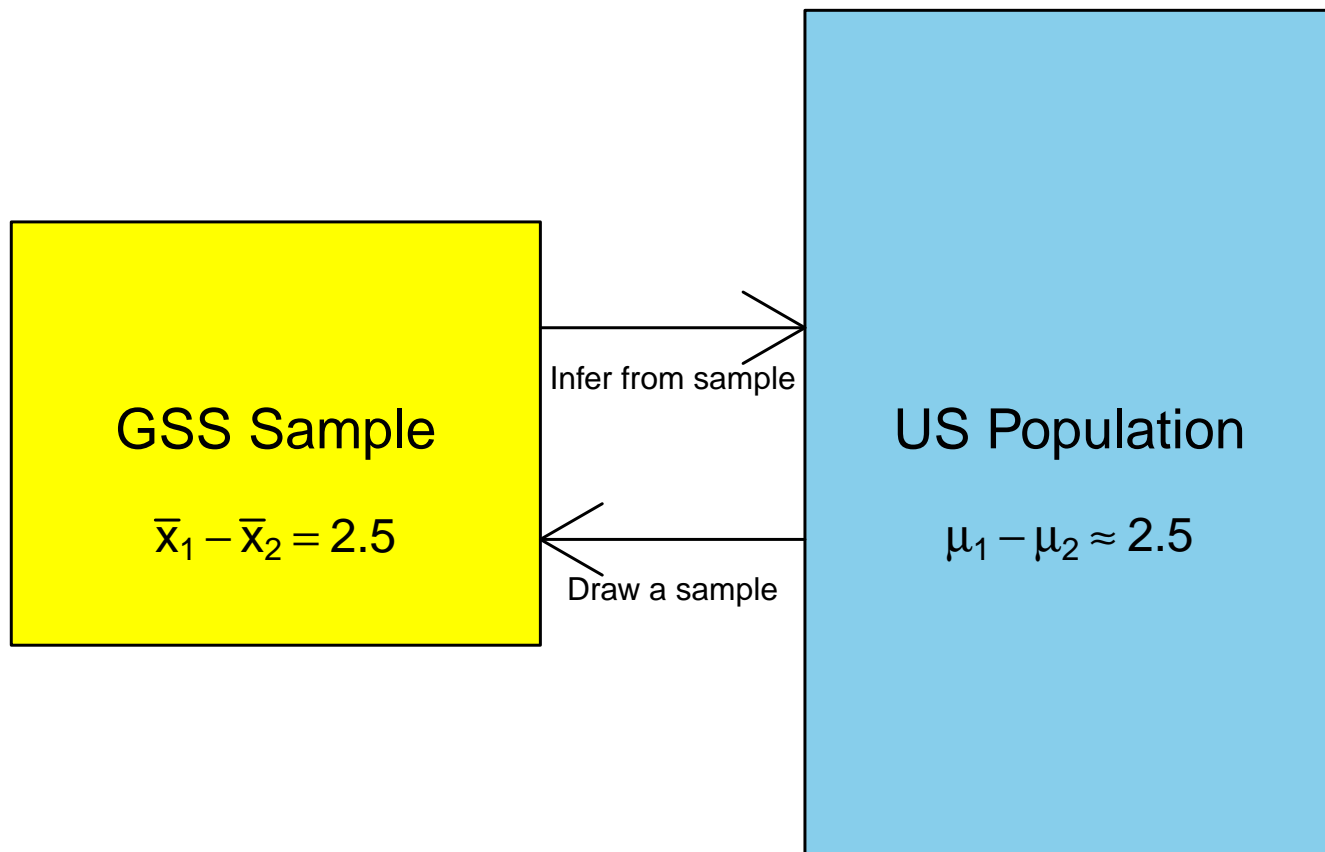 GSS Sample
x̄₁ − x̄₂ = 2.5
Infer from sample
Draw a sample
US Population
μ₁ − μ₂ ≈ 2.5